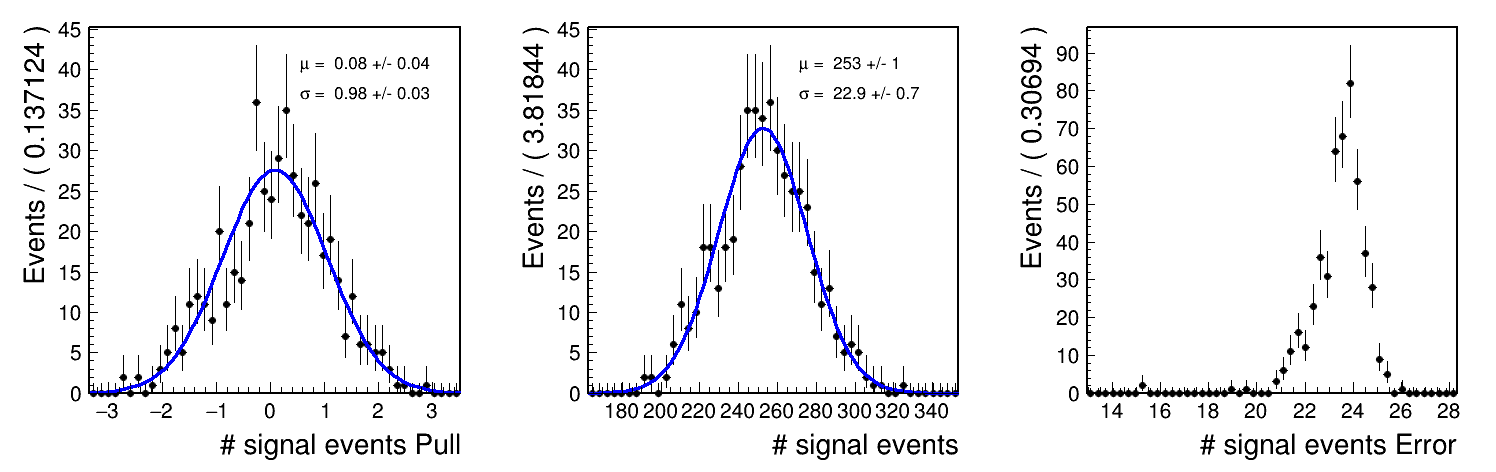 Events / ( 0.137124 )
45
40
35
30
25
20
15
10
5
0
μ = 0.08 +/- 0.04
σ = 0.98 +/- 0.03
−3 −2 −1 0 1 2 3
# signal events Pull
Events / ( 3.81844 )
45
40
35
30
25
20
15
10
5
0
μ = 253 +/- 1
σ = 22.9 +/- 0.7
180 200 220 240 260 280 300 320 340
# signal events
Events / ( 0.30694 )
90
80
70
60
50
40
30
20
10
0
14 16 18 20 22 24 26 28
# signal events Error